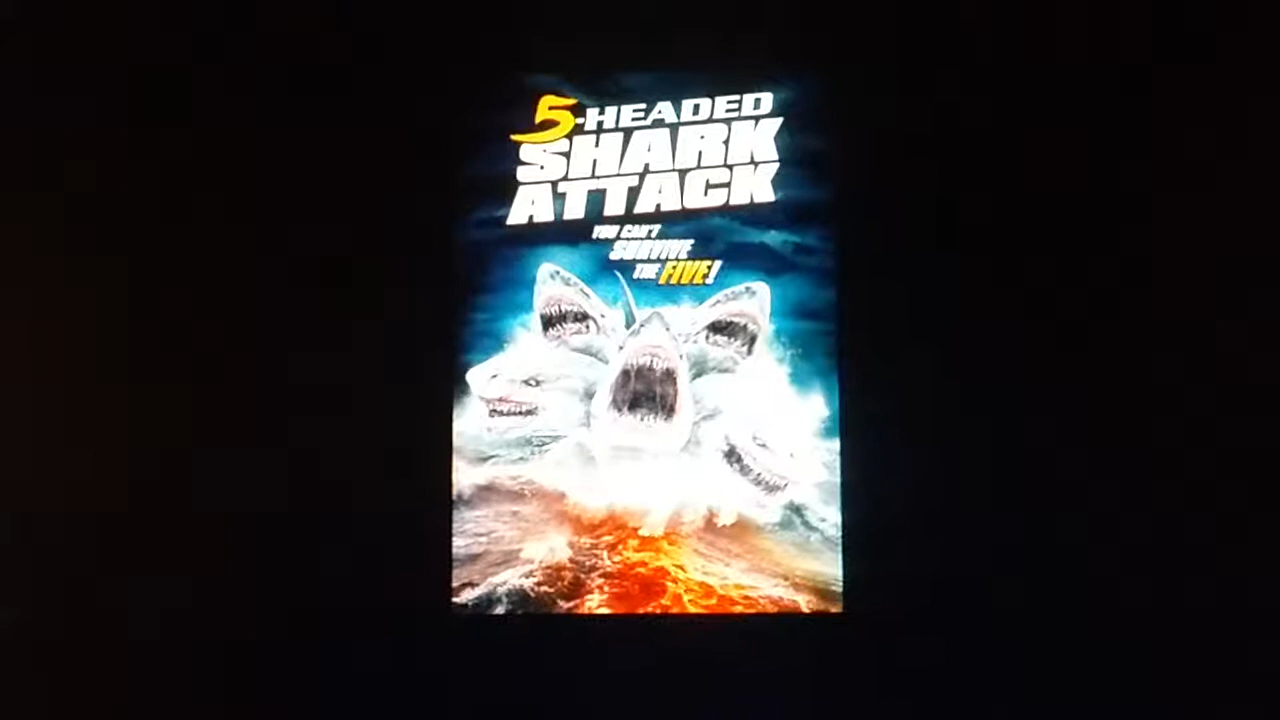 5-HEADED
SHARK
ATTACK
YOU CAN'T
SURVIVE
THE FIVE!